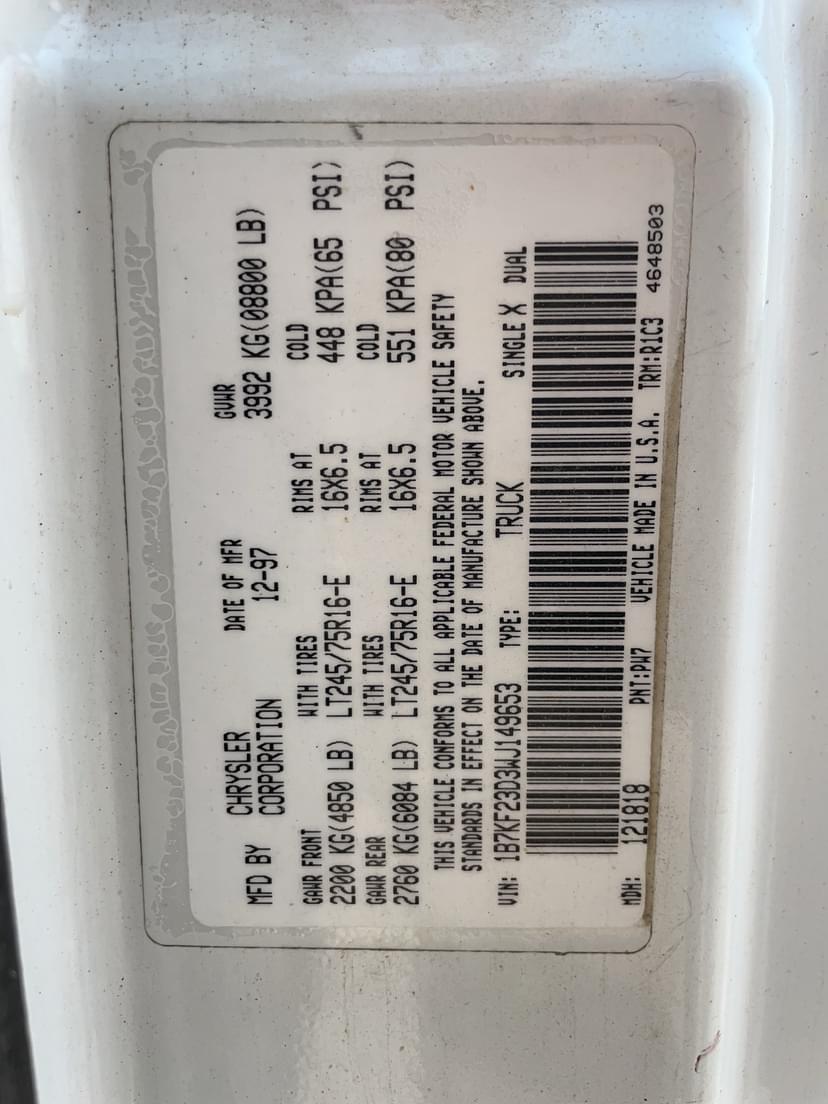 MFD BY CHRYSLER CORPORATION DATE OF MFR 12-97 GVWR 3992 KG(08800 LB)
GAWR FRONT WITH TIRES RIMS AT COLD
2200 KG(4850 LB) LT245/75R16-E 16X6.5 448 KPA(65 PSI)
GAWR REAR WITH TIRES RIMS AT COLD
2760 KG(6084 LB) LT245/75R16-E 16X6.5 551 KPA(80 PSI)
THIS VEHICLE CONFORMS TO ALL APPLICABLE FEDERAL MOTOR VEHICLE SAFETY
STANDARDS IN EFFECT ON THE DATE OF MANUFACTURE SHOWN ABOVE.
VIN: 1B7KF23D3WJ149653 TYPE: TRUCK SINGLE X DUAL
MDH: 121818 PNT:PW7 VEHICLE MADE IN U.S.A. TRM:R1C3 4648503